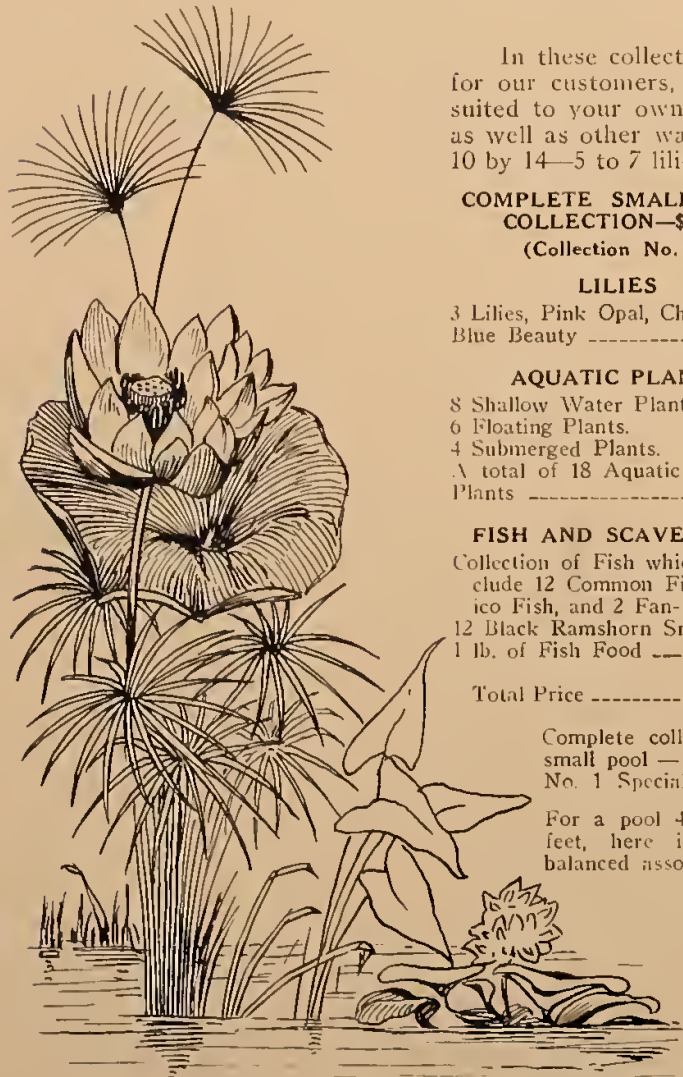 In these collect
for our customers,
suited to your own
as well as other wa
10 by 14—5 to 7 lili
COMPLETE SMALL
COLLECTION—$
(Collection No.
LILIES
3 Lilies, Pink Opal, Ch
Blue Beauty
AQUATIC PLAN
8 Shallow Water Plant
6 Floating Plants.
4 Submerged Plants.
A total of 18 Aquatic
Plants
FISH AND SCAVE
Collection of Fish whic
clude 12 Common Fi
ico Fish, and 2 Fan-
12 Black Ramshorn Sn
1 lb. of Fish Food
Total Price
Complete coll
small pool —
No. 1 Specia
For a pool 4
feet, here i
balanced asso